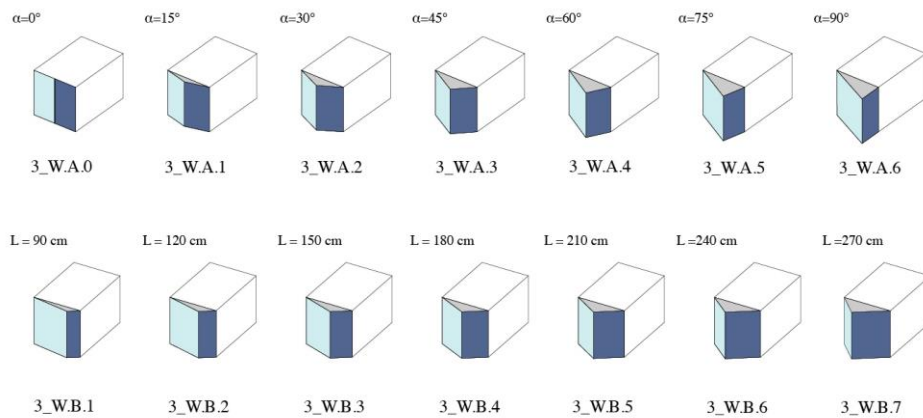 α=0° α=15° α=30° α=45° α=60° α=75° α=90°
3_W.A.0 3_W.A.1 3_W.A.2 3_W.A.3 3_W.A.4 3_W.A.5 3_W.A.6
L = 90 cm L = 120 cm L = 150 cm L = 180 cm L = 210 cm L =240 cm L =270 cm
3_W.B.1 3_W.B.2 3_W.B.3 3_W.B.4 3_W.B.5 3_W.B.6 3_W.B.7